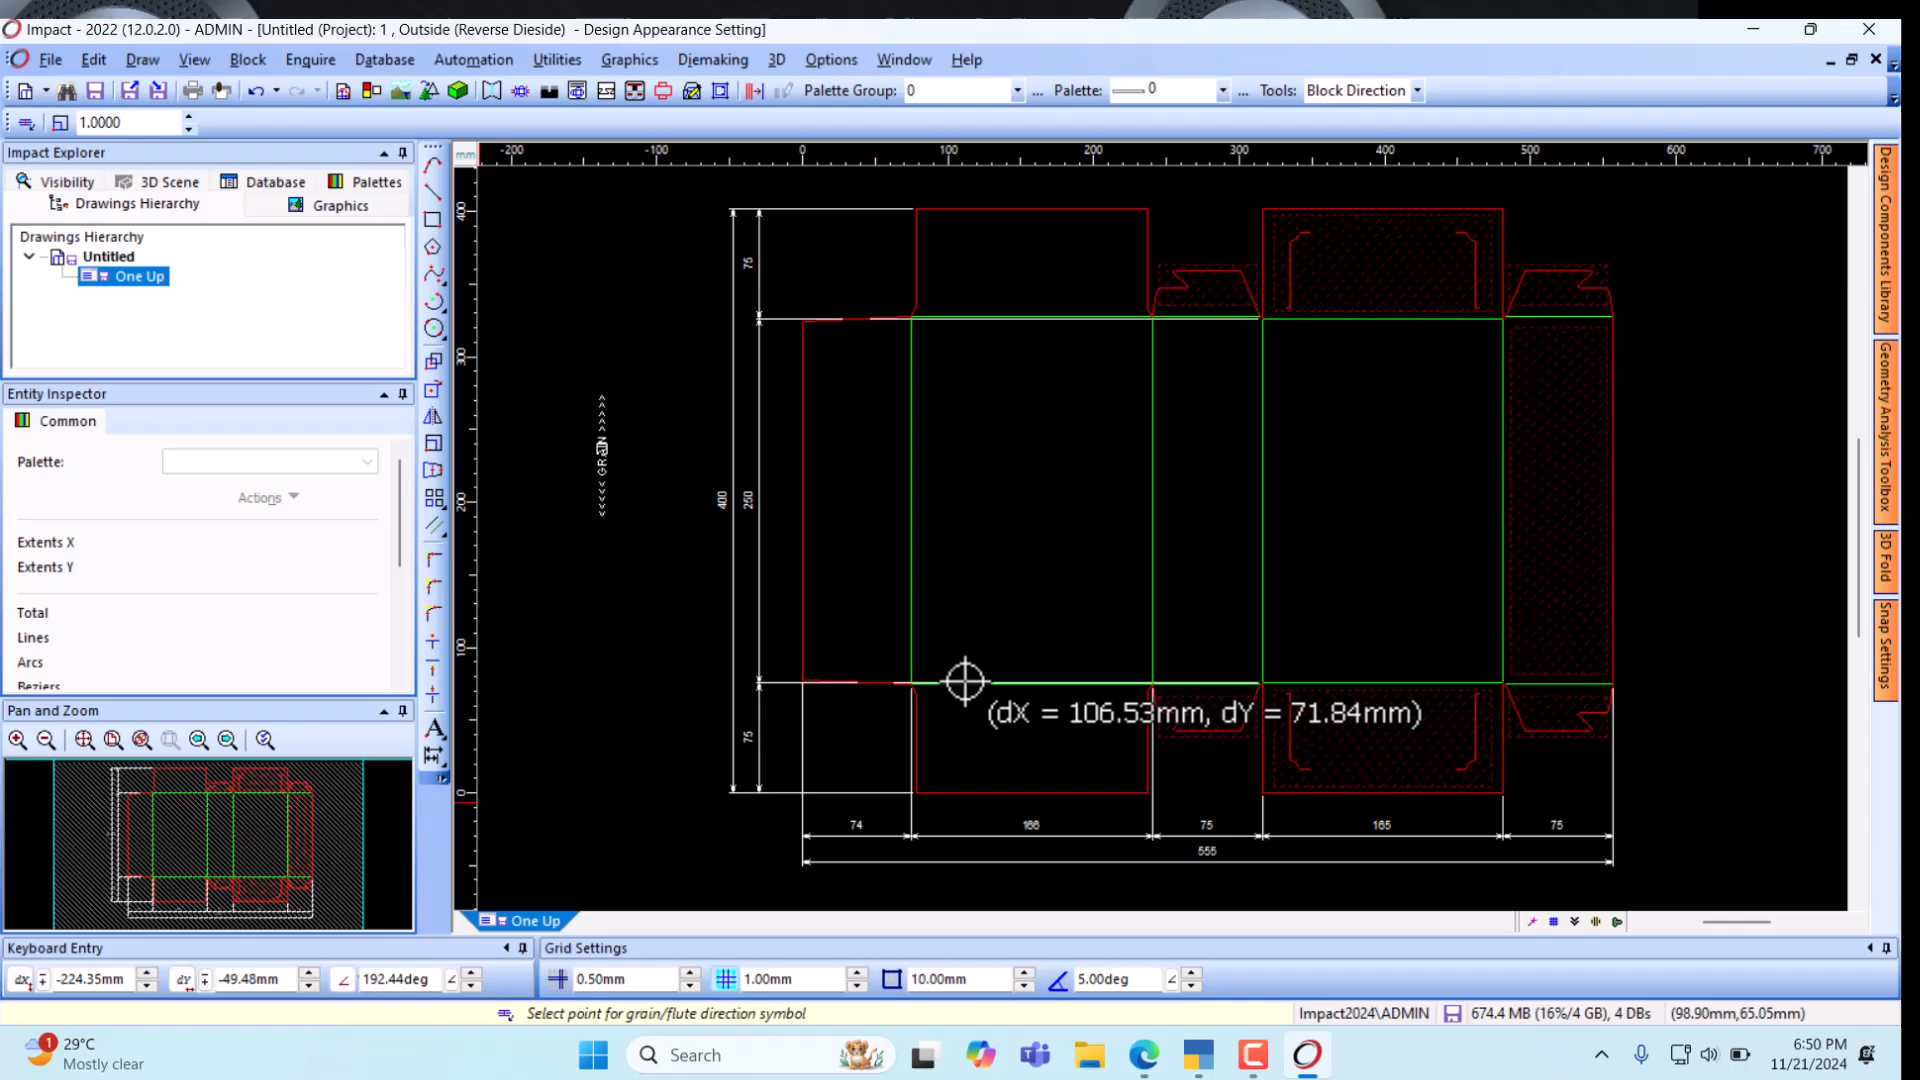 Impact - 2022 (12.0.2.0) - ADMIN - [Untitled (Project): 1 , Outside (Reverse Dieside) - Design Appearance Setting]
File Edit Draw View Block Enquire Database Automation Utilities Graphics Diemaking 3D Options Window Help
Palette Group: 0 ... Palette: 0 ... Tools: Block Direction
1.0000
Impact Explorer
Visibility 3D Scene Database Palettes
Drawings Hierarchy Graphics
Drawings Hierarchy
Untitled
One Up
Entity Inspector
Common
Palette:
Actions
Extents X
Extents Y
Total
Lines
Arcs
Beziers
Pan and Zoom
mm -200 -100 0 100 200 300 400 500 600 700
400
300
200
100
0
GRAIN
75
400 250
75
(dX = 106.53mm, dY = 71.84mm)
74 166 75 165 75
555
Design Components Library
Geometry Analysis Toolbox
3D Fold
Snap Settings
One Up
Keyboard Entry Grid Settings
dx -224.35mm dy -49.48mm 192.44deg 0.50mm 1.00mm 10.00mm 5.00deg
Select point for grain/flute direction symbol Impact2024\ADMIN 674.4 MB (16%/4 GB), 4 DBs (98.90mm,65.05mm)
1 29°C
Mostly clear
Search
6:50 PM
11/21/2024